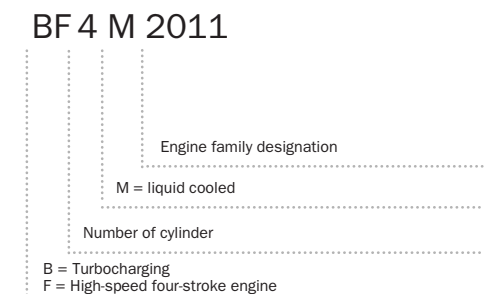 BF 4 M 2011
Engine family designation
M = liquid cooled
Number of cylinder
B = Turbocharging
F = High-speed four-stroke engine